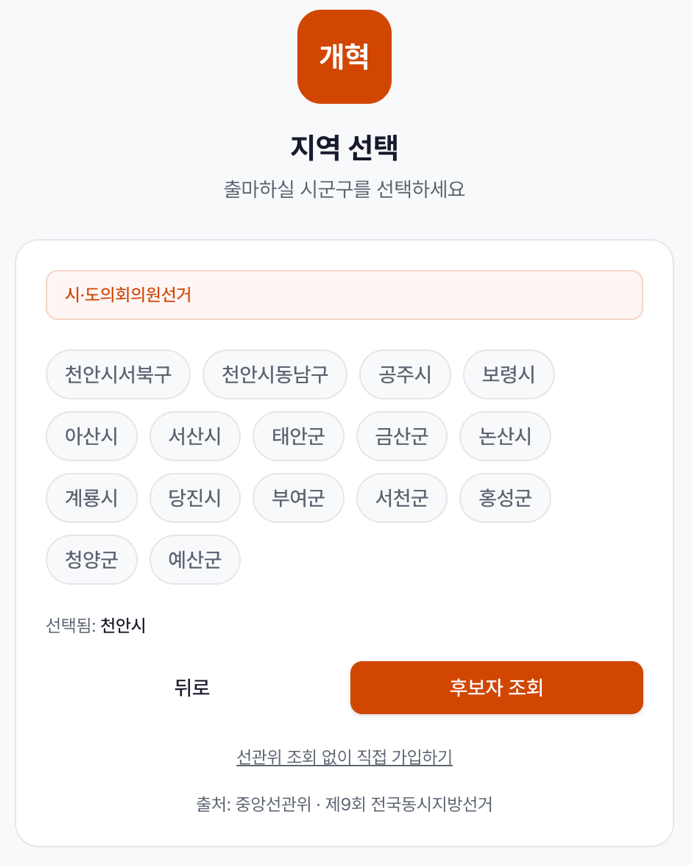 개혁
지역 선택
출마하실 시군구를 선택하세요
시·도의회의원선거
천안시서북구 천안시동남구 공주시 보령시
아산시 서산시 태안군 금산군 논산시
계룡시 당진시 부여군 서천군 홍성군
청양군 예산군
선택됨: 천안시
뒤로 후보자 조회
선관위 조회 없이 직접 가입하기
출처: 중앙선관위 · 제9회 전국동시지방선거